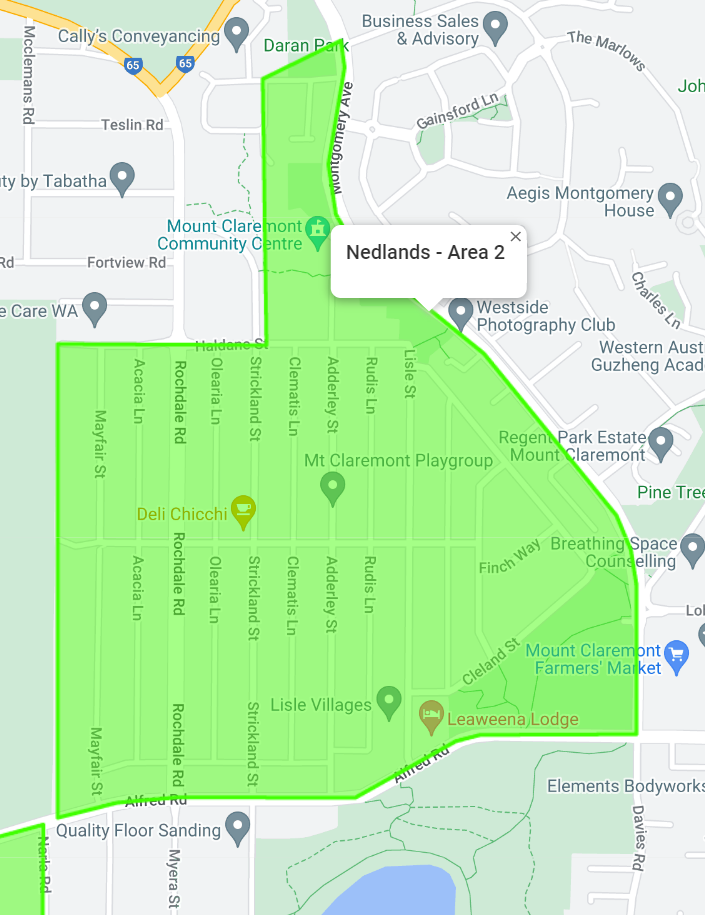 Business Sales
& Advisory
Cally's Conveyancing
The Marlows
Daran Park
65
65
Mcclemans Rd
Joh
Gainsford Ln
Teslin Rd
Montgomery Ave
ty by Tabatha
Aegis Montgomery
House
Mount Claremont
Community Centre
Nedlands - Area 2
×
Rd
Fortview Rd
Charles Ln
e Care WA
Westside
Photography Club
Haldane St
Western Aust
Guzheng Acad
Acacia Ln
Rochdale Rd
Olearia Ln
Strickland St
Clematis Ln
Adderley St
Rudis Ln
Lisle St
Mayfair St
Regent Park Estate
Mount Claremont
Mt Claremont Playgroup
Pine Tree
Deli Chicchi
Breathing Space
Counselling
Finch Way
Acacia Ln
Rochdale Rd
Olearia Ln
Strickland St
Clematis Ln
Adderley St
Rudis Ln
Lol
Cleland St
Mount Claremont
Farmers' Market
Lisle Villages
Leaweena Lodge
Mayfair St
Rochdale Rd
Strickland St
Alfred Rd
Alfred Rd
Elements Bodyworks
Quality Floor Sanding
Narla Rd
Myera St
Davies Rd